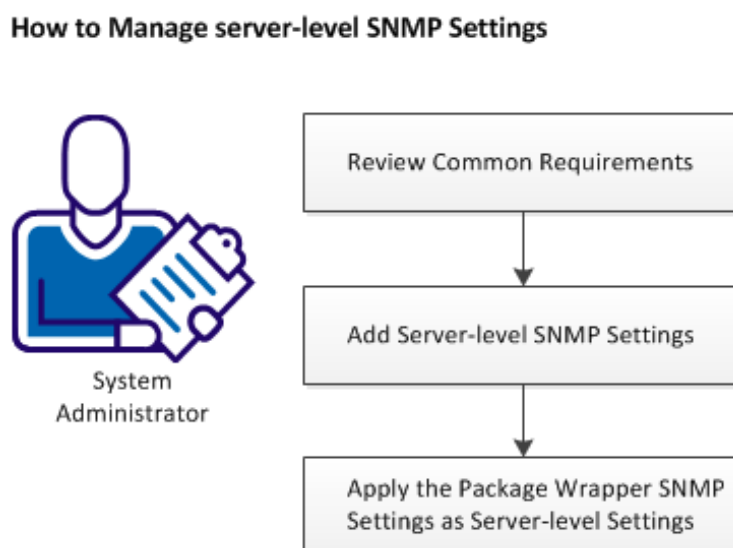 How to Manage server-level SNMP Settings
Review Common Requirements
Add Server-level SNMP Settings
System
Administrator
Apply the Package Wrapper SNMP
Settings as Server-level Settings